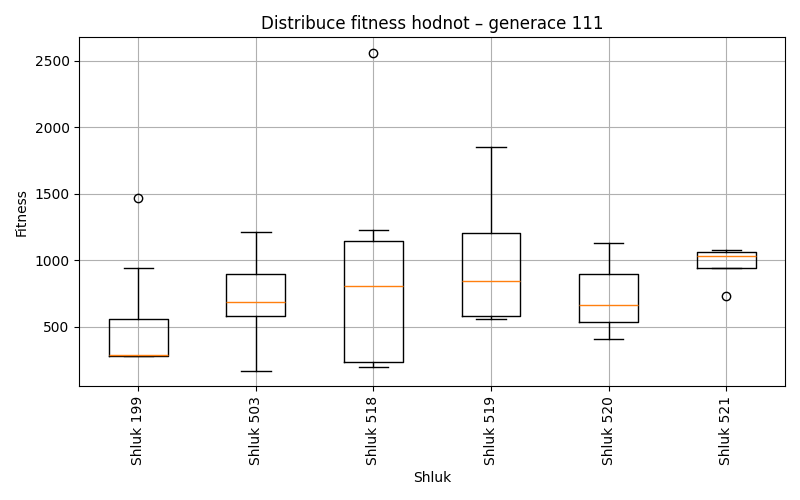 Distribuce fitness hodnot – generace 111
Fitness
2500
2000
1500
1000
500
Shluk 199
Shluk 503
Shluk 518
Shluk 519
Shluk 520
Shluk 521
Shluk